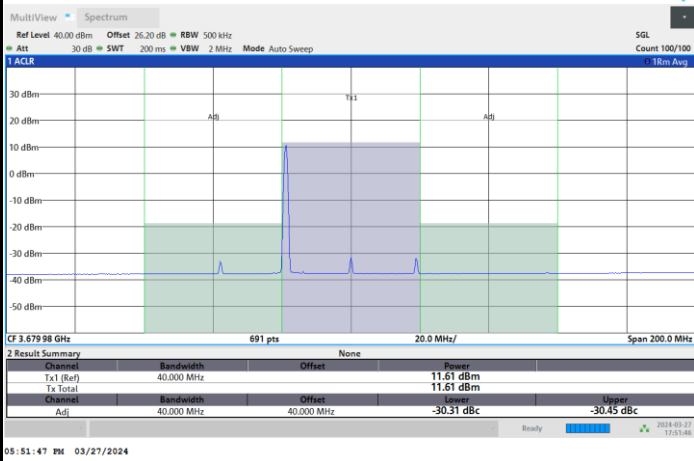 MultiView Spectrum
Ref Level 40.00 dBm Offset 26.20 dB RBW 500 kHz SGL
Att 30 dB SWT 200 ms VBW 2 MHz Mode Auto Sweep Count 100/100
1 ACLR 1Rm Avg
30 dBm
Tx1
20 dBm
Adj Adj
10 dBm
0 dBm
-10 dBm
-20 dBm
-30 dBm
-40 dBm
-50 dBm
CF 3.67998 GHz 691 pts 20.0 MHz/ Span 200.0 MHz
2 Result Summary None
Channel Bandwidth Offset Power
Tx1 (Ref) 40.000 MHz 11.61 dBm
Tx Total 11.61 dBm
Channel Bandwidth Offset Lower Upper
Adj 40.000 MHz 40.000 MHz -30.31 dBc -30.45 dBc
Ready 2024-03-27
17:51:46
05:51:47 PM 03/27/2024